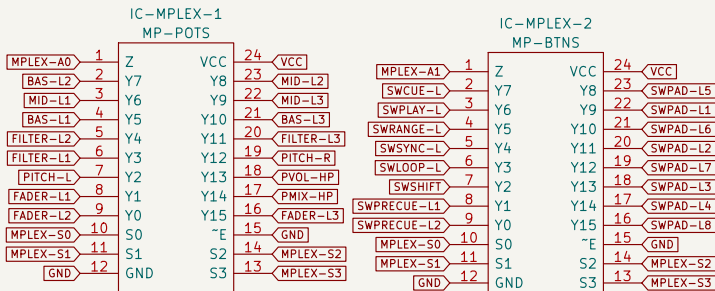 IC-MPLEX-1
MP-POTS
MPLEX-A0 1 Z VCC 24 VCC
BAS-L2 2 Y7 Y8 23 MID-L2
MID-L1 3 Y6 Y9 22 MID-L3
BAS-L1 4 Y5 Y10 21 BAS-L3
FILTER-L2 5 Y4 Y11 20 FILTER-L3
FILTER-L1 6 Y3 Y12 19 PITCH-R
PITCH-L 7 Y2 Y13 18 PVOL-HP
FADER-L1 8 Y1 Y14 17 PMIX-HP
FADER-L2 9 Y0 Y15 16 FADER-L3
MPLEX-S0 10 S0 ~E 15 GND
MPLEX-S1 11 S1 S2 14 MPLEX-S2
GND 12 GND S3 13 MPLEX-S3
IC-MPLEX-2
MP-BTNS
MPLEX-A1 1 Z VCC 24 VCC
SWCUE-L 2 Y7 Y8 23 SWPAD-L5
SWPLAY-L 3 Y6 Y9 22 SWPAD-L1
SWRANGE-L 4 Y5 Y10 21 SWPAD-L6
SWSYNC-L 5 Y4 Y11 20 SWPAD-L2
SWLOOP-L 6 Y3 Y12 19 SWPAD-L7
SWSHIFT 7 Y2 Y13 18 SWPAD-L3
SWPRECUE-L1 8 Y1 Y14 17 SWPAD-L4
SWPRECUE-L2 9 Y0 Y15 16 SWPAD-L8
MPLEX-S0 10 S0 ~E 15 GND
MPLEX-S1 11 S1 S2 14 MPLEX-S2
GND 12 GND S3 13 MPLEX-S3